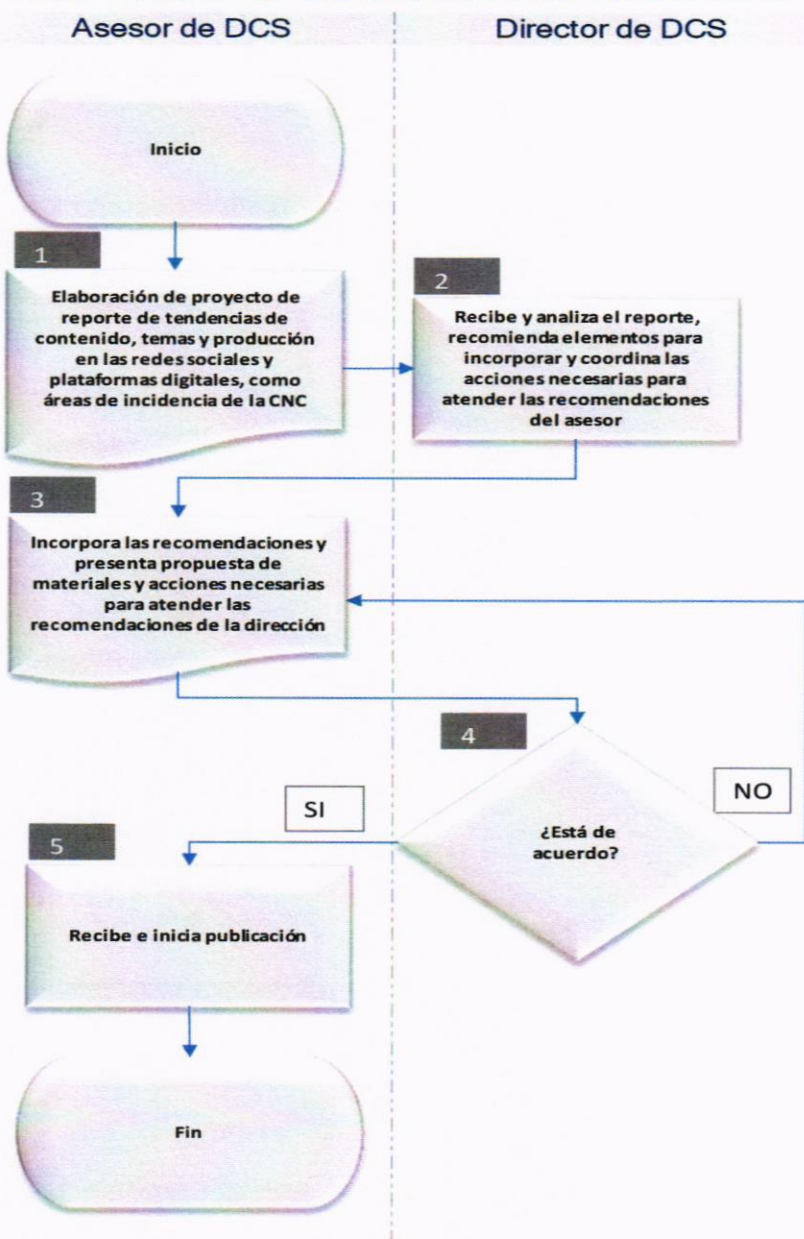 Asesor de DCS
Director de DCS
Inicio
1
Elaboración de proyecto de
reporte de tendencias de
contenido, temas y producción
en las redes sociales y
plataformas digitales, como
áreas de incidencia de la CNC
2
Recibe y analiza el reporte,
recomienda elementos para
incorporar y coordina las
acciones necesarias para
atender las recomendaciones
del asesor
3
Incorpora las recomendaciones y
presenta propuesta de
materiales y acciones necesarias
para atender las
recomendaciones de la dirección
4
¿Está de
acuerdo?
NO
SI
5
Recibe e inicia publicación
Fin